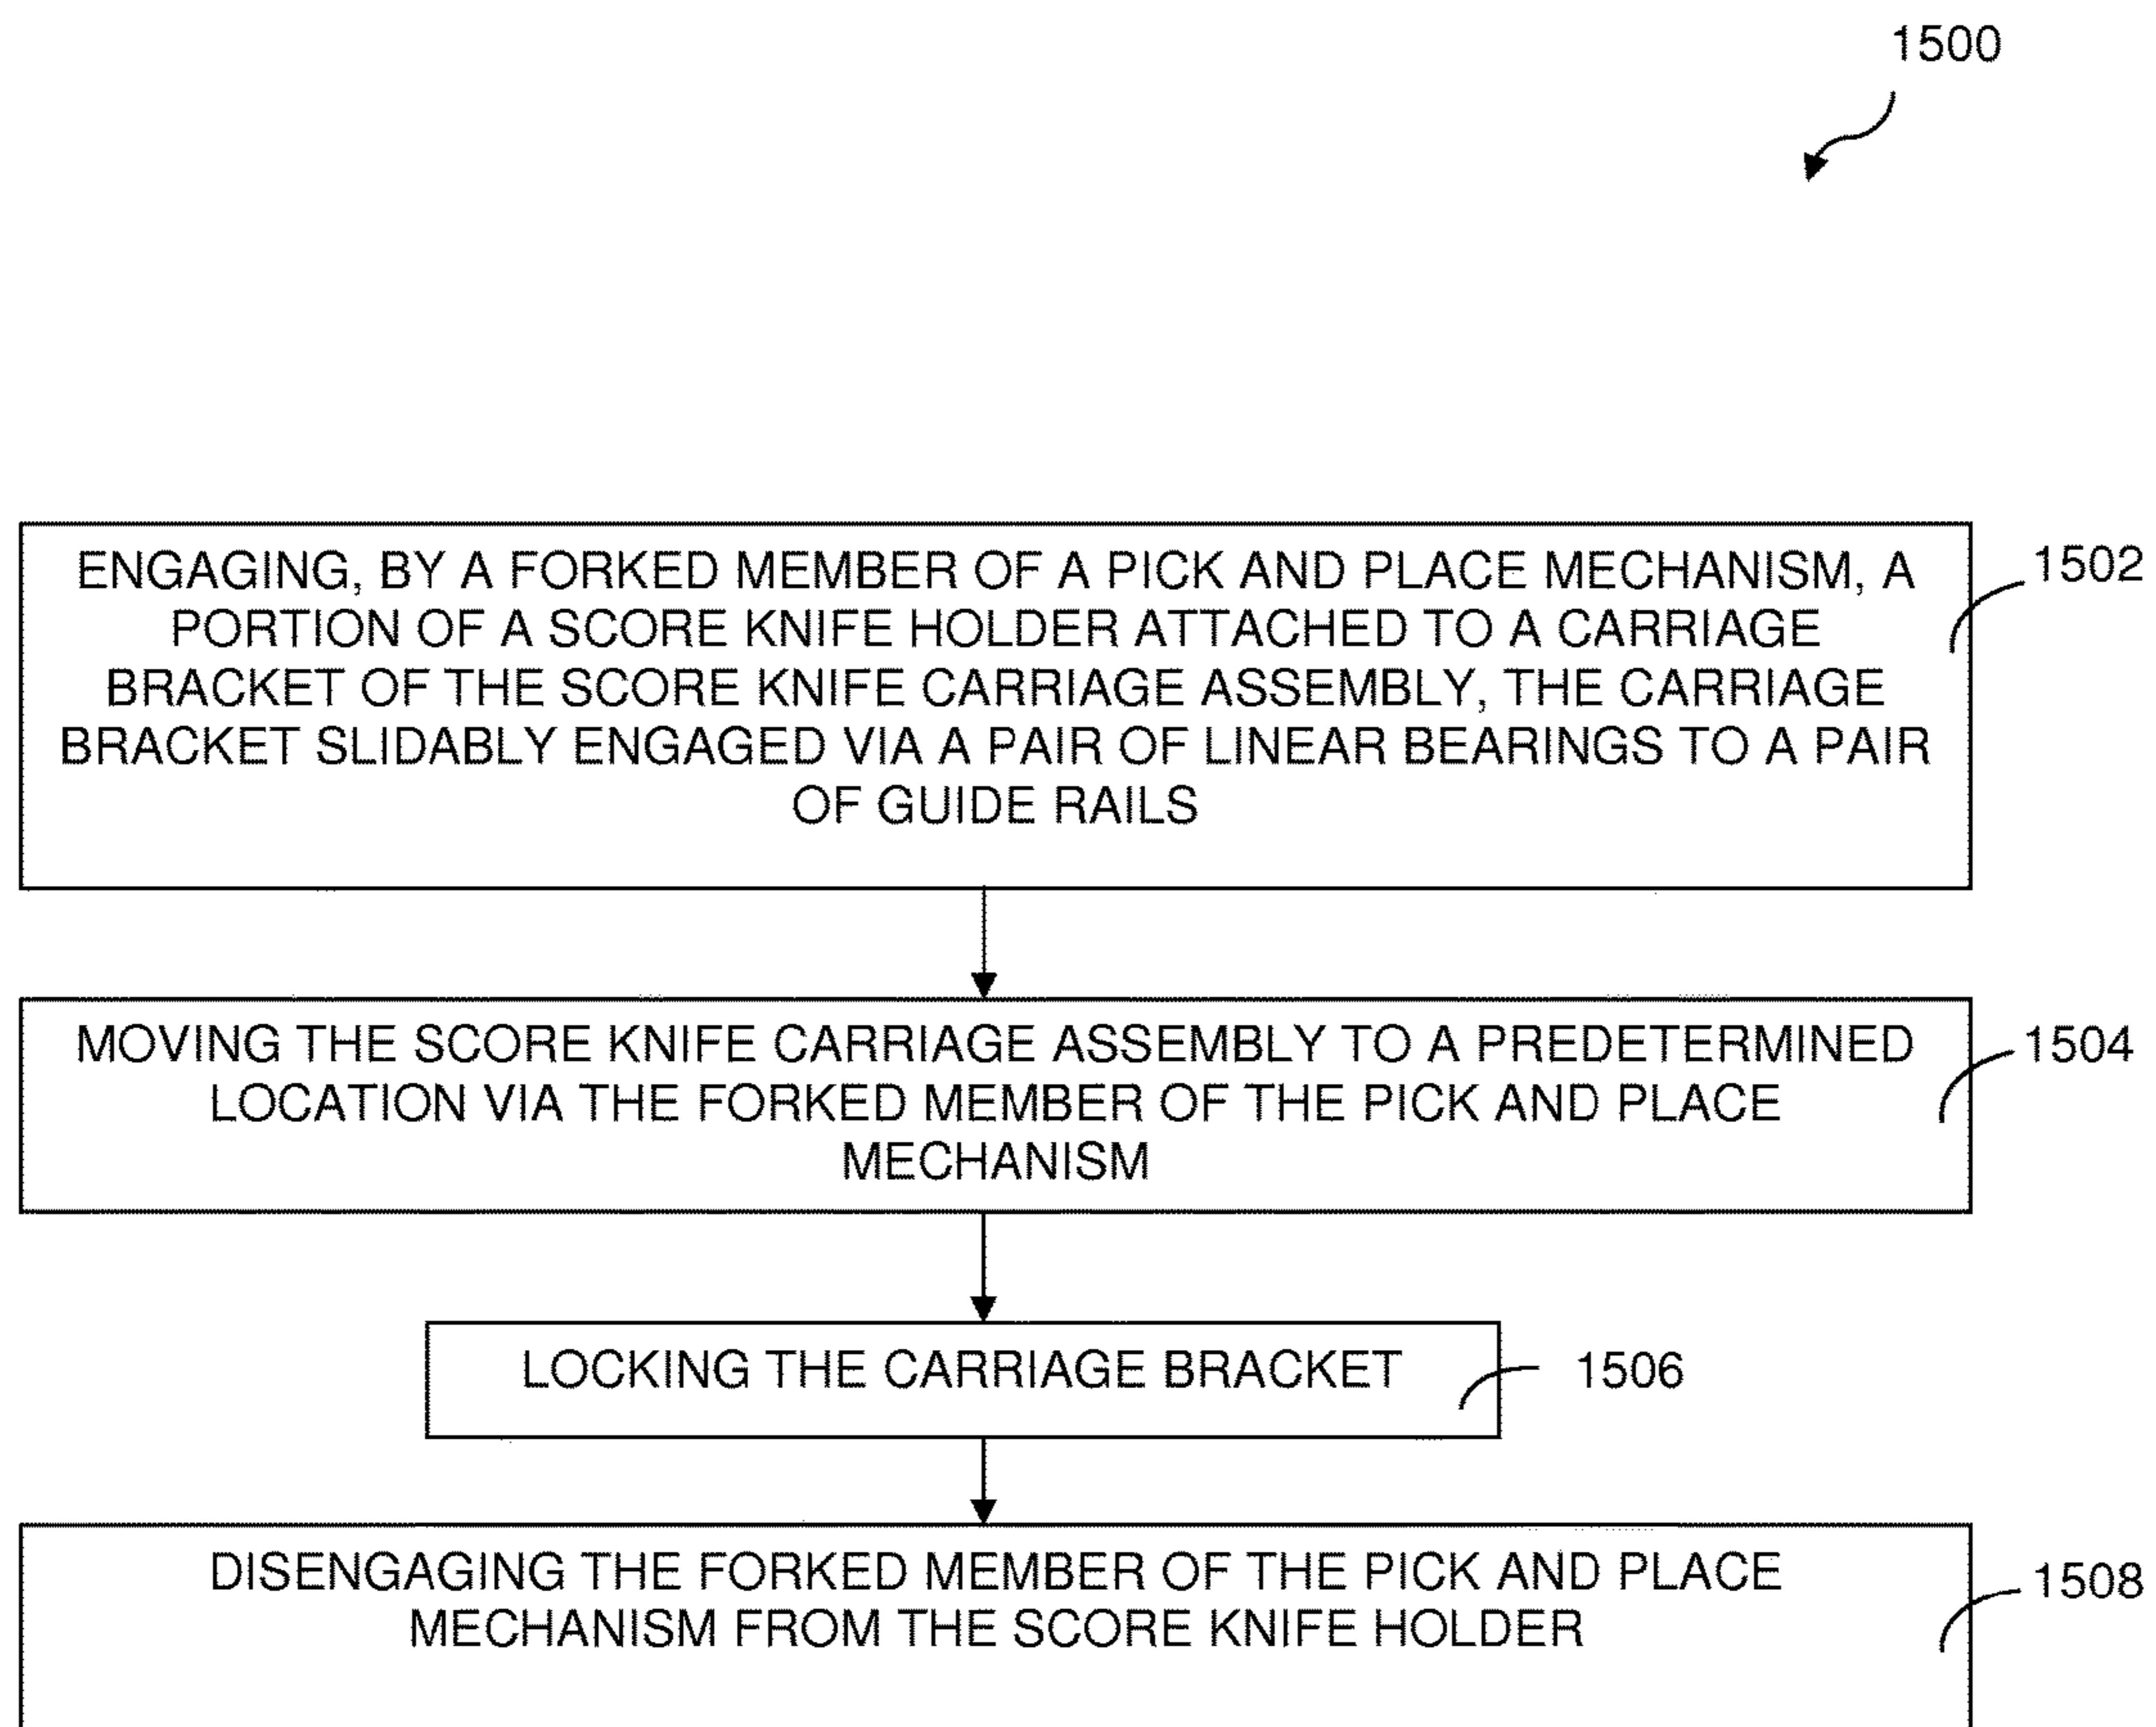 1500
ENGAGING, BY A FORKED MEMBER OF A PICK AND PLACE MECHANISM, A
PORTION OF A SCORE KNIFE HOLDER ATTACHED TO A CARRIAGE
BRACKET OF THE SCORE KNIFE CARRIAGE ASSEMBLY, THE CARRIAGE
BRACKET SLIDABLY ENGAGED VIA A PAIR OF LINEAR BEARINGS TO A PAIR
OF GUIDE RAILS
1502
MOVING THE SCORE KNIFE CARRIAGE ASSEMBLY TO A PREDETERMINED
LOCATION VIA THE FORKED MEMBER OF THE PICK AND PLACE
MECHANISM
1504
LOCKING THE CARRIAGE BRACKET
1506
DISENGAGING THE FORKED MEMBER OF THE PICK AND PLACE
MECHANISM FROM THE SCORE KNIFE HOLDER
1508